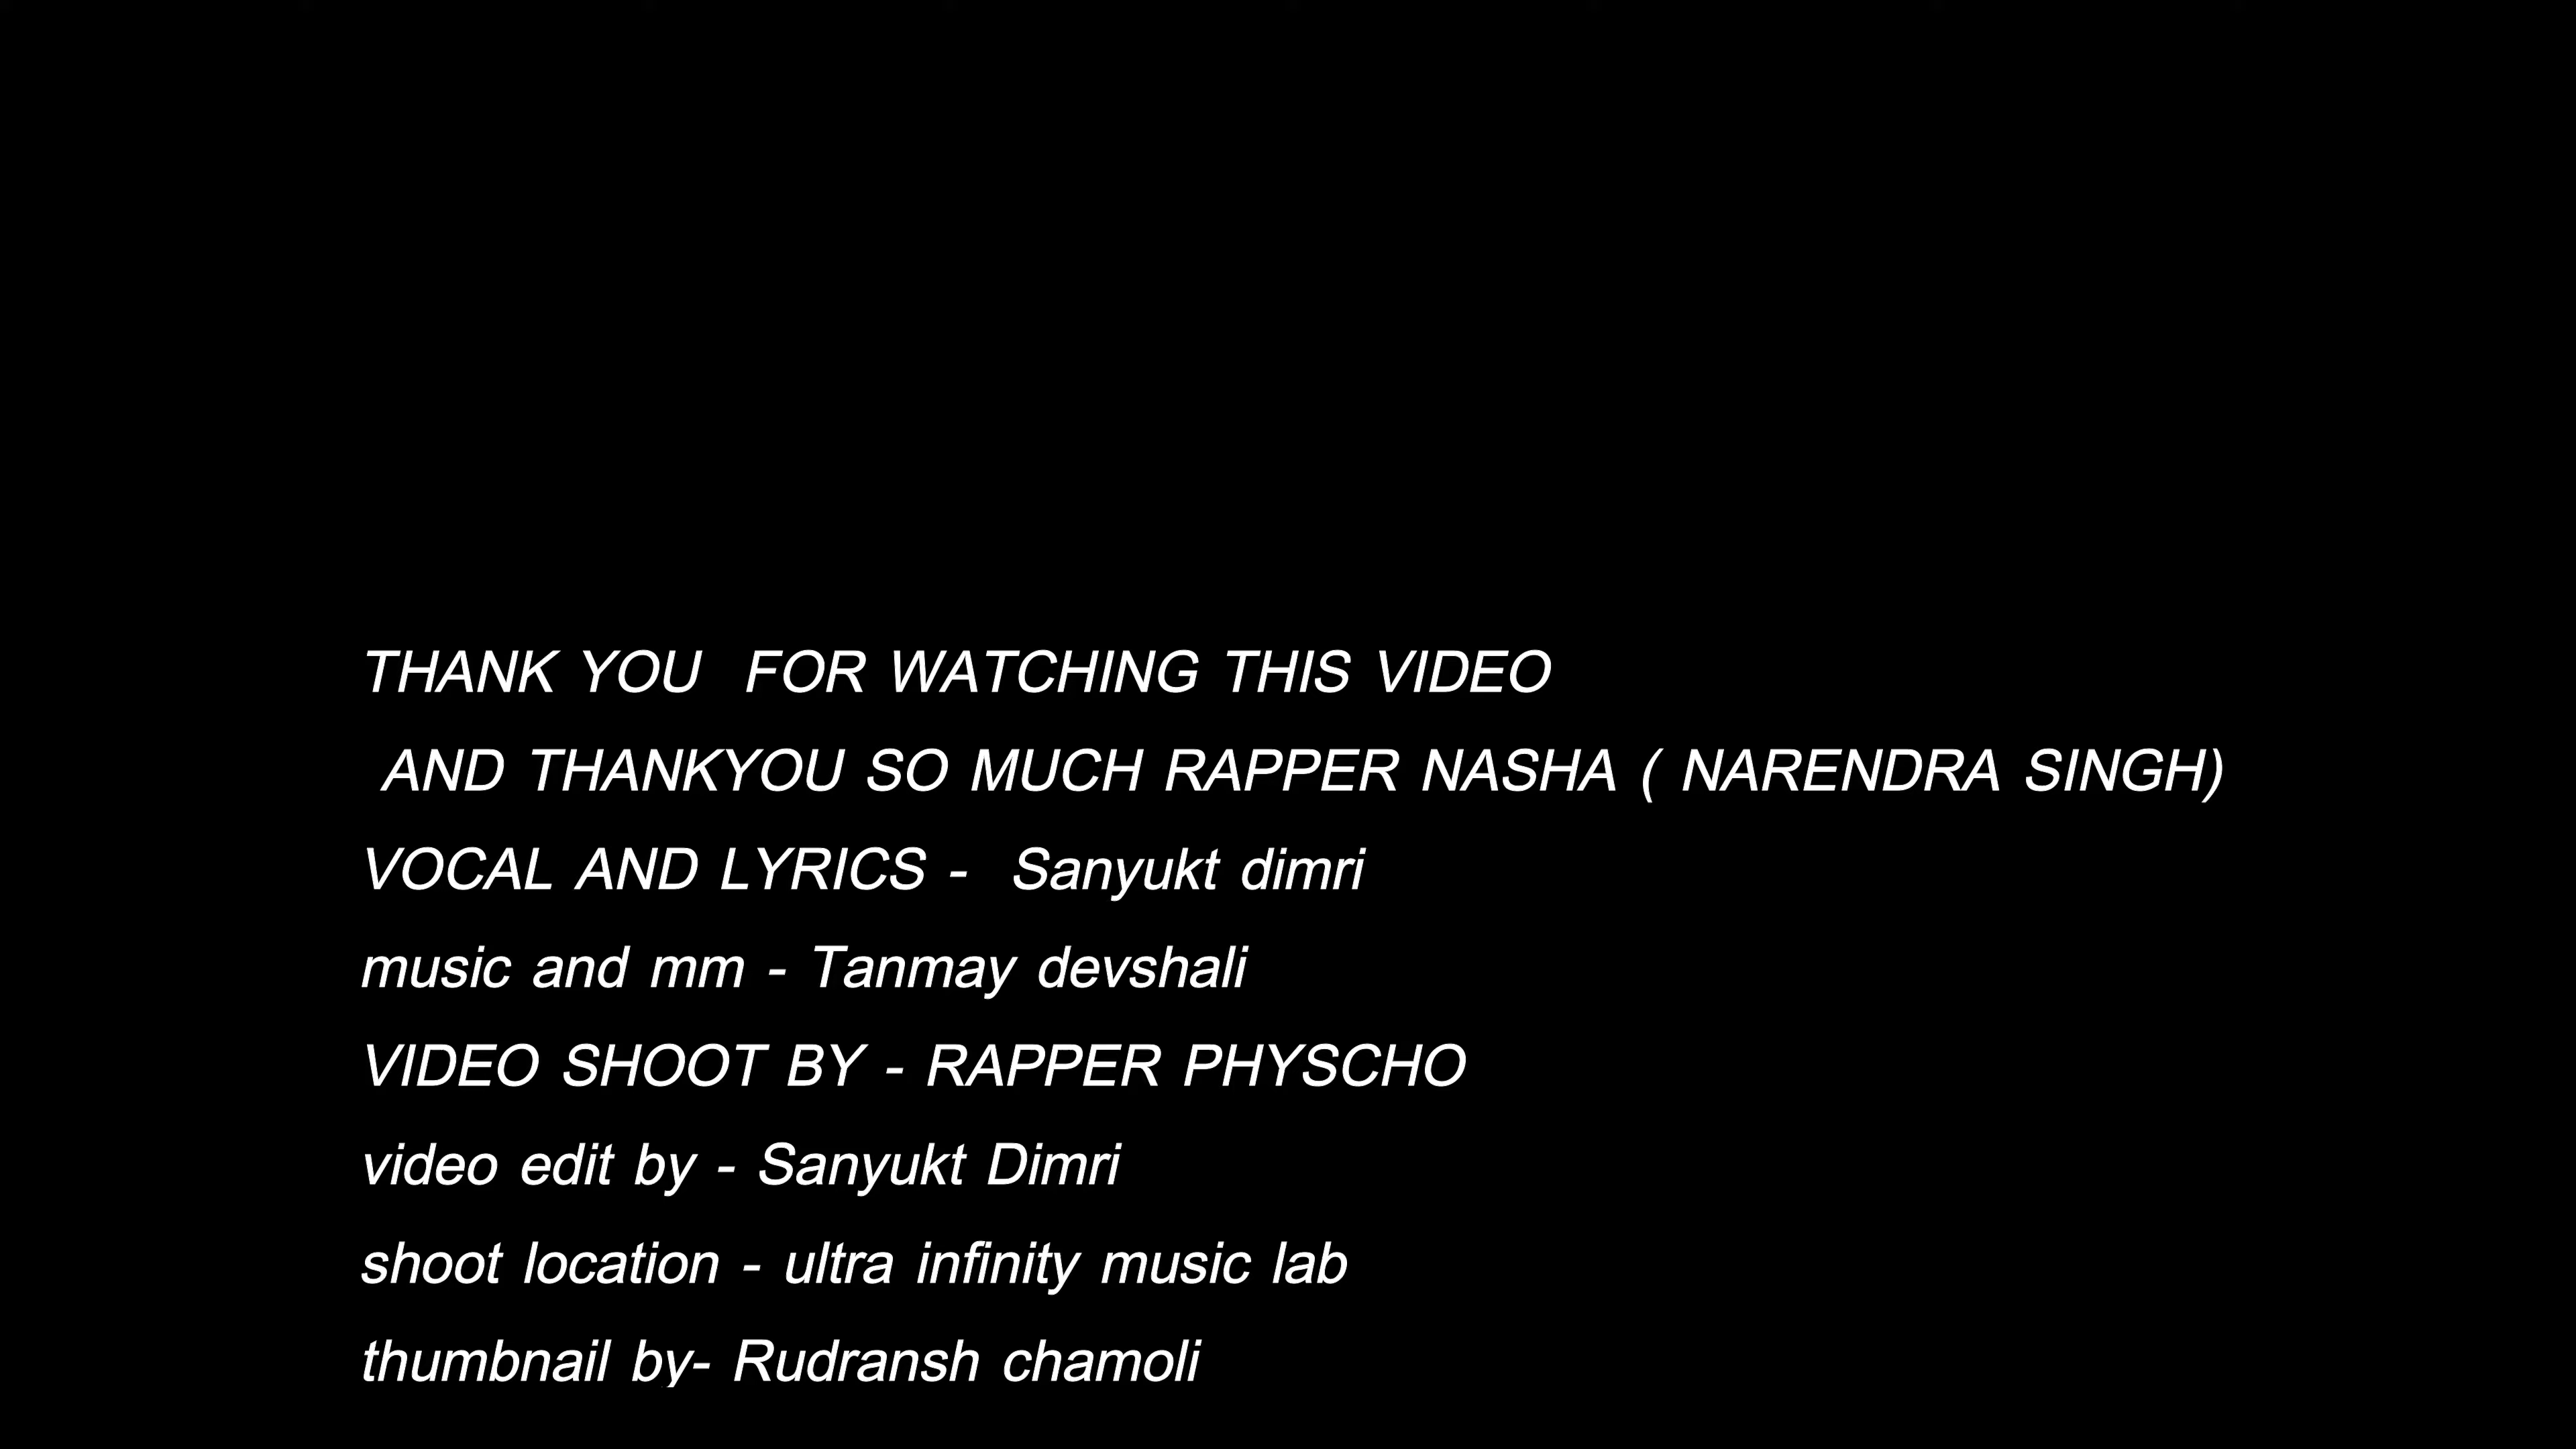 THANK YOU  FOR WATCHING THIS VIDEO
AND THANKYOU SO MUCH RAPPER NASHA ( NARENDRA SINGH)
VOCAL AND LYRICS -  Sanyukt dimri
music and mm - Tanmay devshali
VIDEO SHOOT BY - RAPPER PHYSCHO
video edit by - Sanyukt Dimri
shoot location - ultra infinity music lab
thumbnail by- Rudransh chamoli